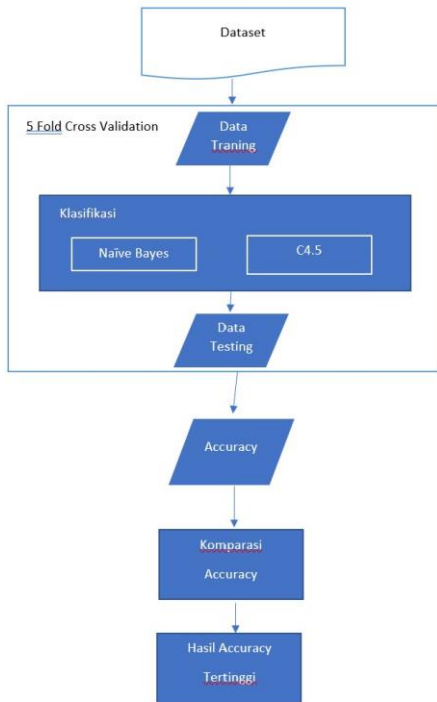 Dataset
5 Fold Cross Validation
Data
Traning
Klasifikasi
Naïve Bayes
C4.5
Data
Testing
Accuracy
Komparasi
Accuracy
Hasil Accuracy
Tertinggi